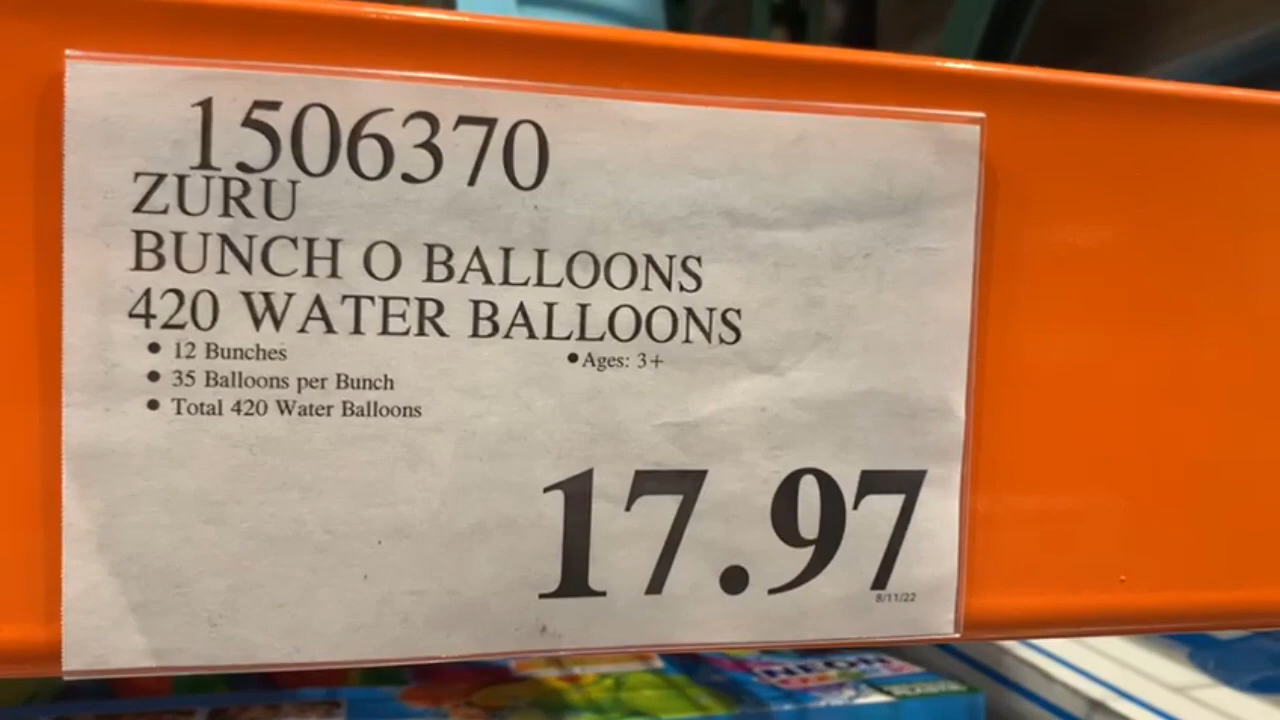 1506370
ZURU
BUNCH O BALLOONS
420 WATER BALLOONS
• 12 Bunches
• Ages: 3+
• 35 Balloons per Bunch
• Total 420 Water Balloons
17.97
8/11/22
NEON